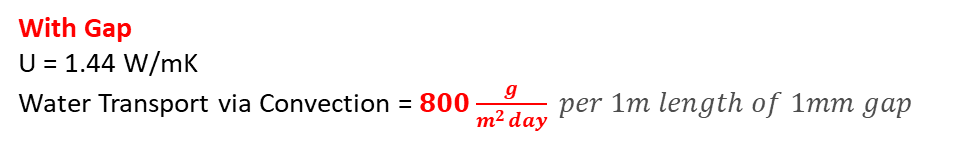 With Gap
U = 1.44 W/mK
Water Transport via Convection = 800 g/m² day per 1m length of 1mm gap